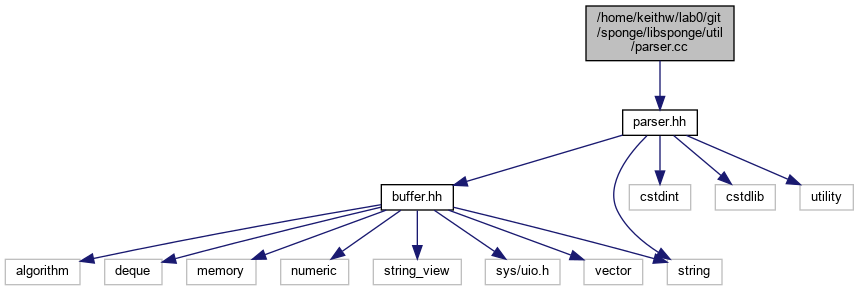 /home/keithw/lab0/git
/sponge/libsponge/util
/parser.cc
parser.hh
buffer.hh
cstdint
cstdlib
utility
algorithm
deque
memory
numeric
string_view
sys/uio.h
vector
string